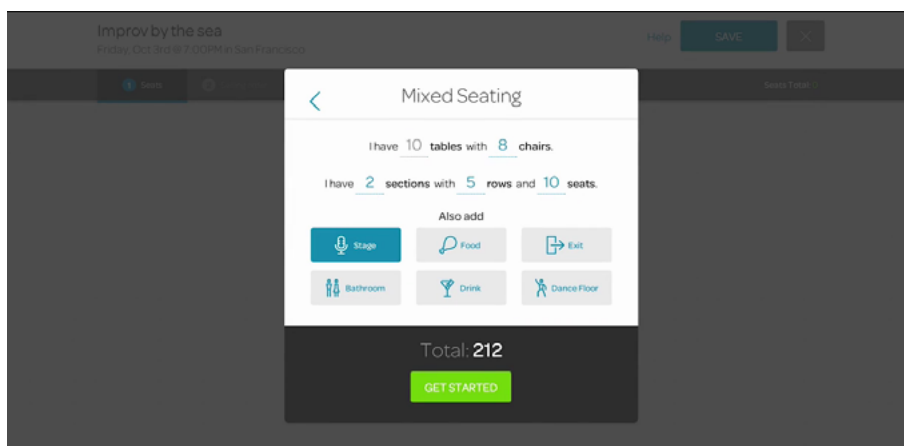 Improv by the sea
Friday, Oct 3rd @ 7:00PM in San Francisco
Help
SAVE
1 Seats
Mixed Seating
I have 10 tables with 8 chairs.
I have 2 sections with 5 rows and 10 seats.
Also add
Stage
Food
Exit
Bathroom
Drink
Dance Floor
Total: 212
GET STARTED